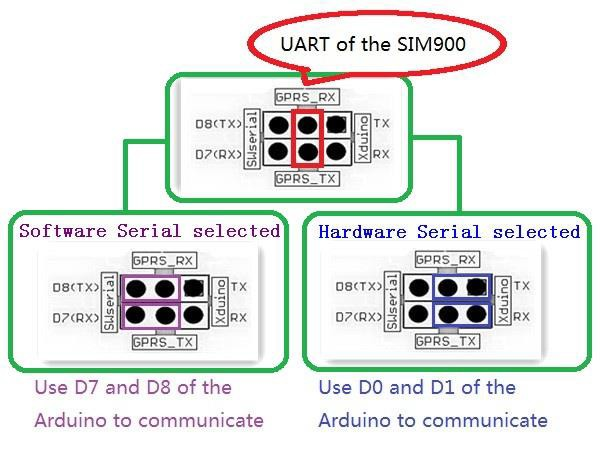 UART of the SIM900
GPRS_RX
D8(TX)
SWserial
Xduino
TX
D7(RX)
RX
GPRS_TX
Software Serial selected
GPRS_RX
D8(TX)
SWserial
Xduino
TX
D7(RX)
RX
GPRS_TX
Use D7 and D8 of the
Arduino to communicate
Hardware Serial selected
GPRS_RX
D8(TX)
SWserial
Xduino
TX
D7(RX)
RX
GPRS_TX
Use D0 and D1 of the
Arduino to communicate